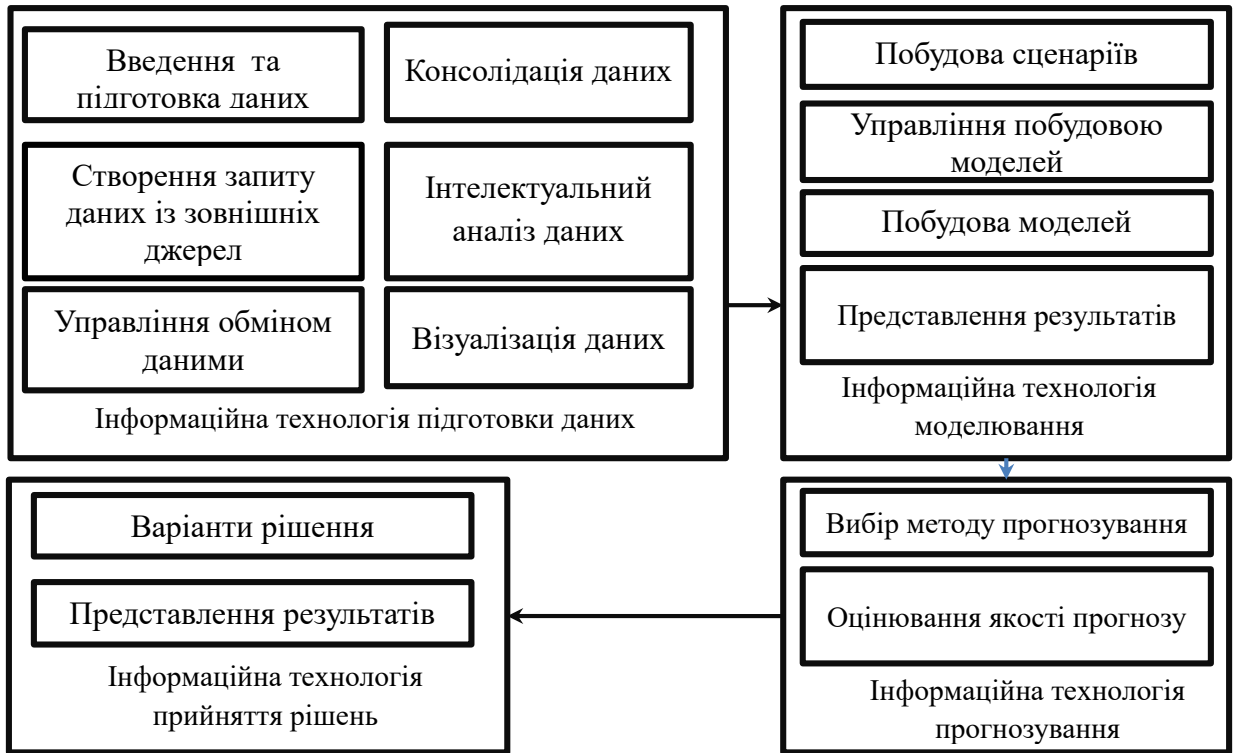 Введення та
підготовка даних
Консолідація даних
Створення запиту
даних із зовнішніх
джерел
Інтелектуальний
аналіз даних
Управління обміном
даними
Візуалізація даних
Інформаційна технологія підготовки даних
Побудова сценаріїв
Управління побудовою
моделей
Побудова моделей
Представлення результатів
Інформаційна технологія
моделювання
Варіанти рішення
Представлення результатів
Інформаційна технологія
прийняття рішень
Вибір методу прогнозування
Оцінювання якості прогнозу
Інформаційна технологія
прогнозування